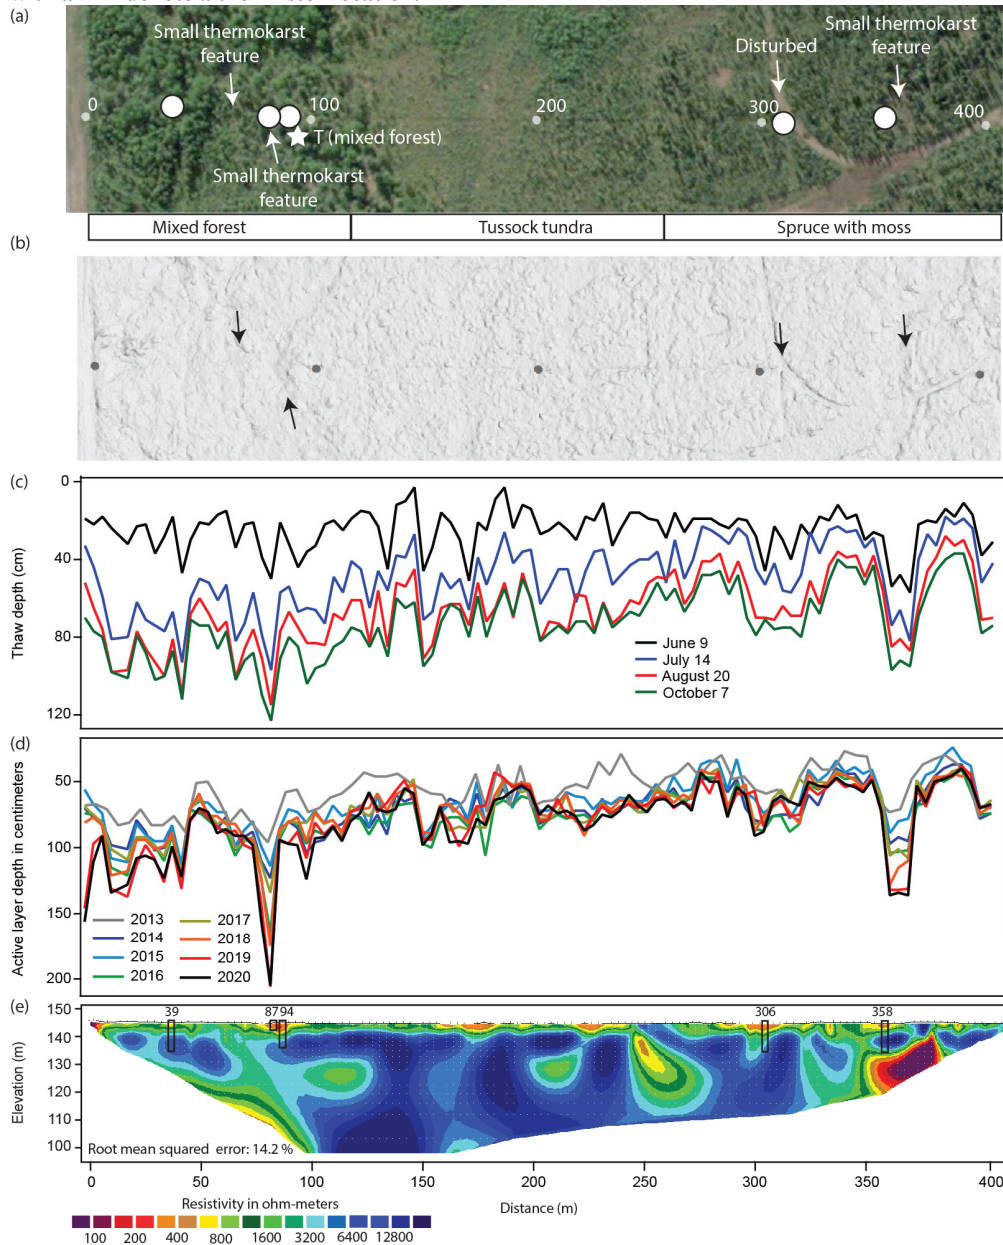 (a)
Small thermokarst
feature
Disturbed
Small thermokarst
feature
0
100
200
300
400
T (mixed forest)
Small thermokarst
feature
Mixed forest
Tussock tundra
Spruce with moss
(b)
(c)
0
40
80
120
Thaw depth (cm)
June 9
July 14
August 20
October 7
(d)
50
100
150
200
Active layer depth in centimeters
2013
2014
2015
2016
2017
2018
2019
2020
(e)
150
140
130
120
110
100
Elevation (m)
39
87
94
306
358
Root mean squared error: 14.2 %
0
50
100
150
200
250
300
350
400
Distance (m)
Resistivity in ohm-meters
100
200
400
800
1600
3200
6400
12800